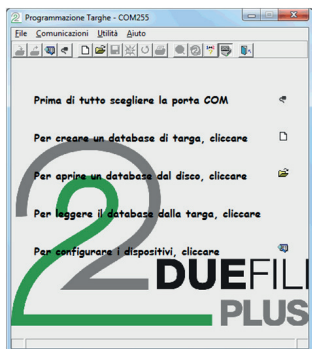 Programmazione Targhe - COM255
File Comunicazioni Utilità Aiuto
Prima di tutto scegliere la porta COM
Per creare un database di targa, cliccare
Per aprire un database dal disco, cliccare
Per leggere il database dalla targa, cliccare
Per configurare i dispositivi, cliccare
2
DUEFILI
PLUS